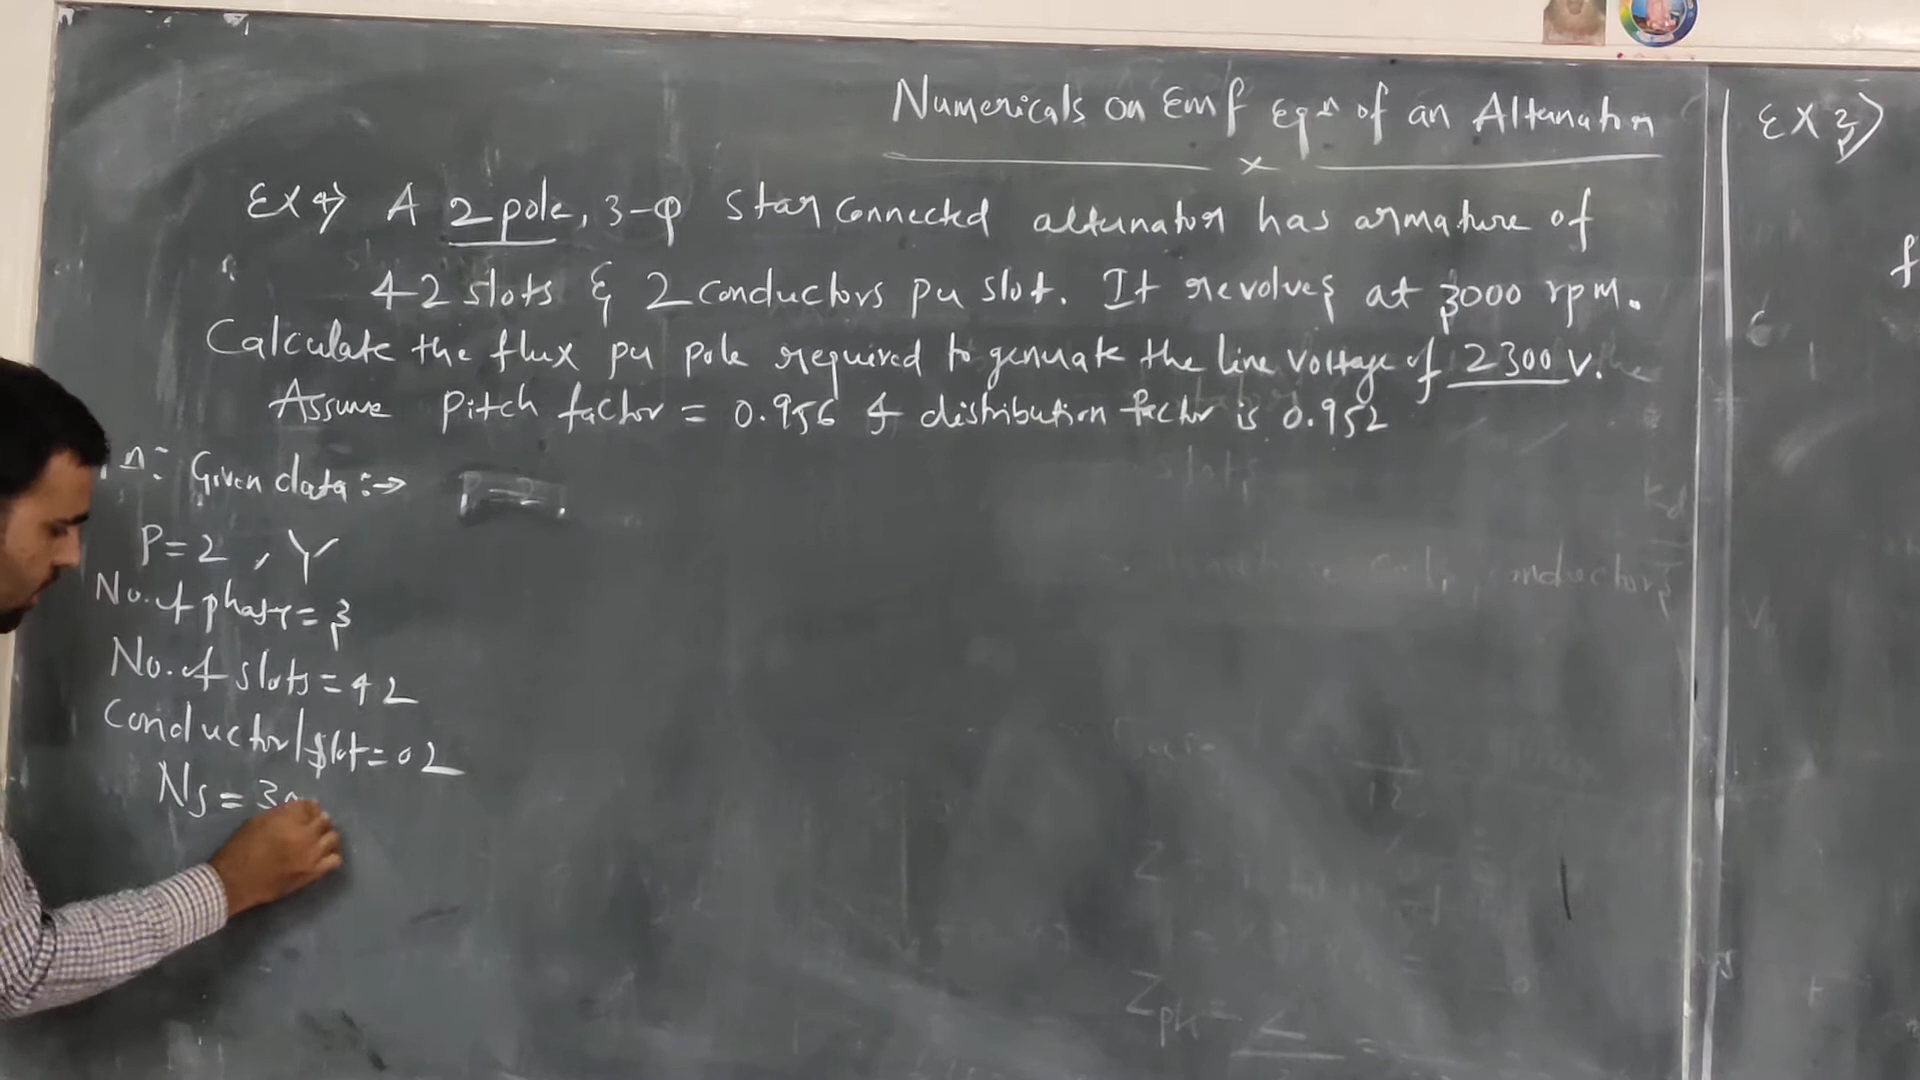 Numericals on Emf Eqn of an Alternator
Ex 4) A 2 pole, 3-φ star connected alternator has armature of
42 slots & 2 conductors per slot. It revolves at 3000 rpm.
Calculate the flux per pole required to generate the line voltage of 2300 V.
Assume pitch factor = 0.956 & distribution factor is 0.952
n: Given data :→
P=2, Y
No. of phases = 3
No. of slots = 42
Conductor/slot = 02
Ns = 30
Ex 3)
f